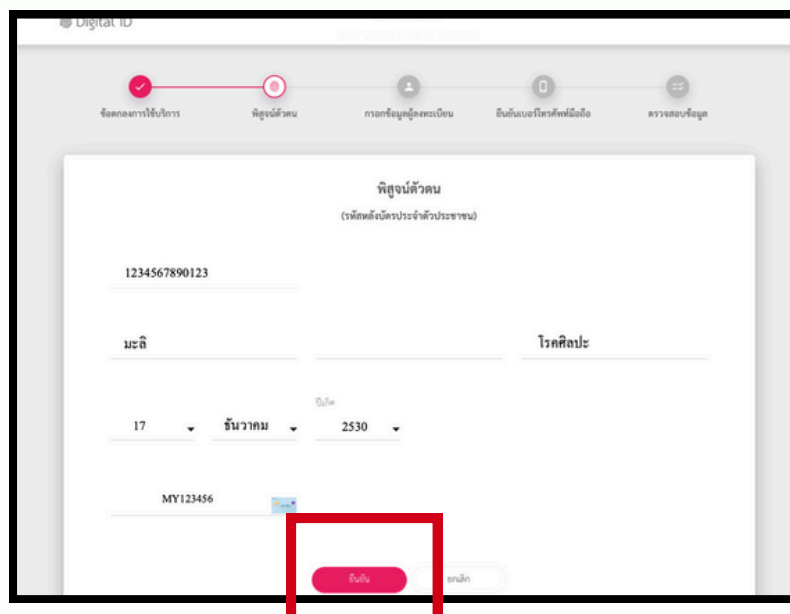 Digital ID
ข้อตกลงการใช้บริการ พิสูจน์ตัวตน กรอกข้อมูลผู้ลงทะเบียน ยืนยันเบอร์โทรศัพท์มือถือ ตรวจสอบข้อมูล
พิสูจน์ตัวตน
(รหัสหลังบัตรประจำตัวประชาชน)
1234567890123
มะลิ โรคศิลปะ
ปีเกิด
17 ธันวาคม 2530
MY123456
ยืนยัน ยกเลิก